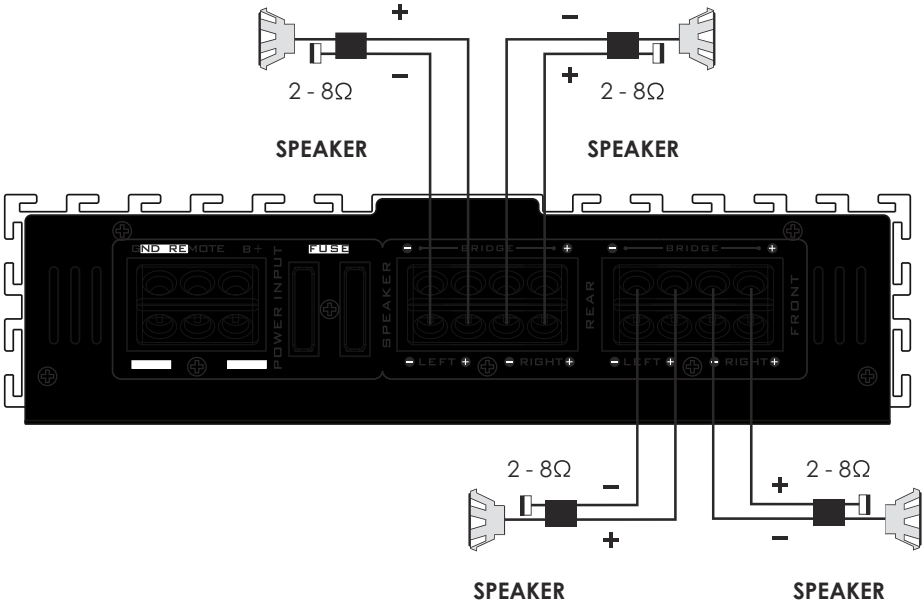 + −
− +
2 - 8Ω 2 - 8Ω
SPEAKER SPEAKER
GND REMOTE B+ FUSE − BRIDGE + − BRIDGE +
POWER INPUT
SPEAKER
REAR
FRONT
− LEFT + − RIGHT + − LEFT + − RIGHT +
2 - 8Ω 2 - 8Ω
− +
+ −
SPEAKER SPEAKER